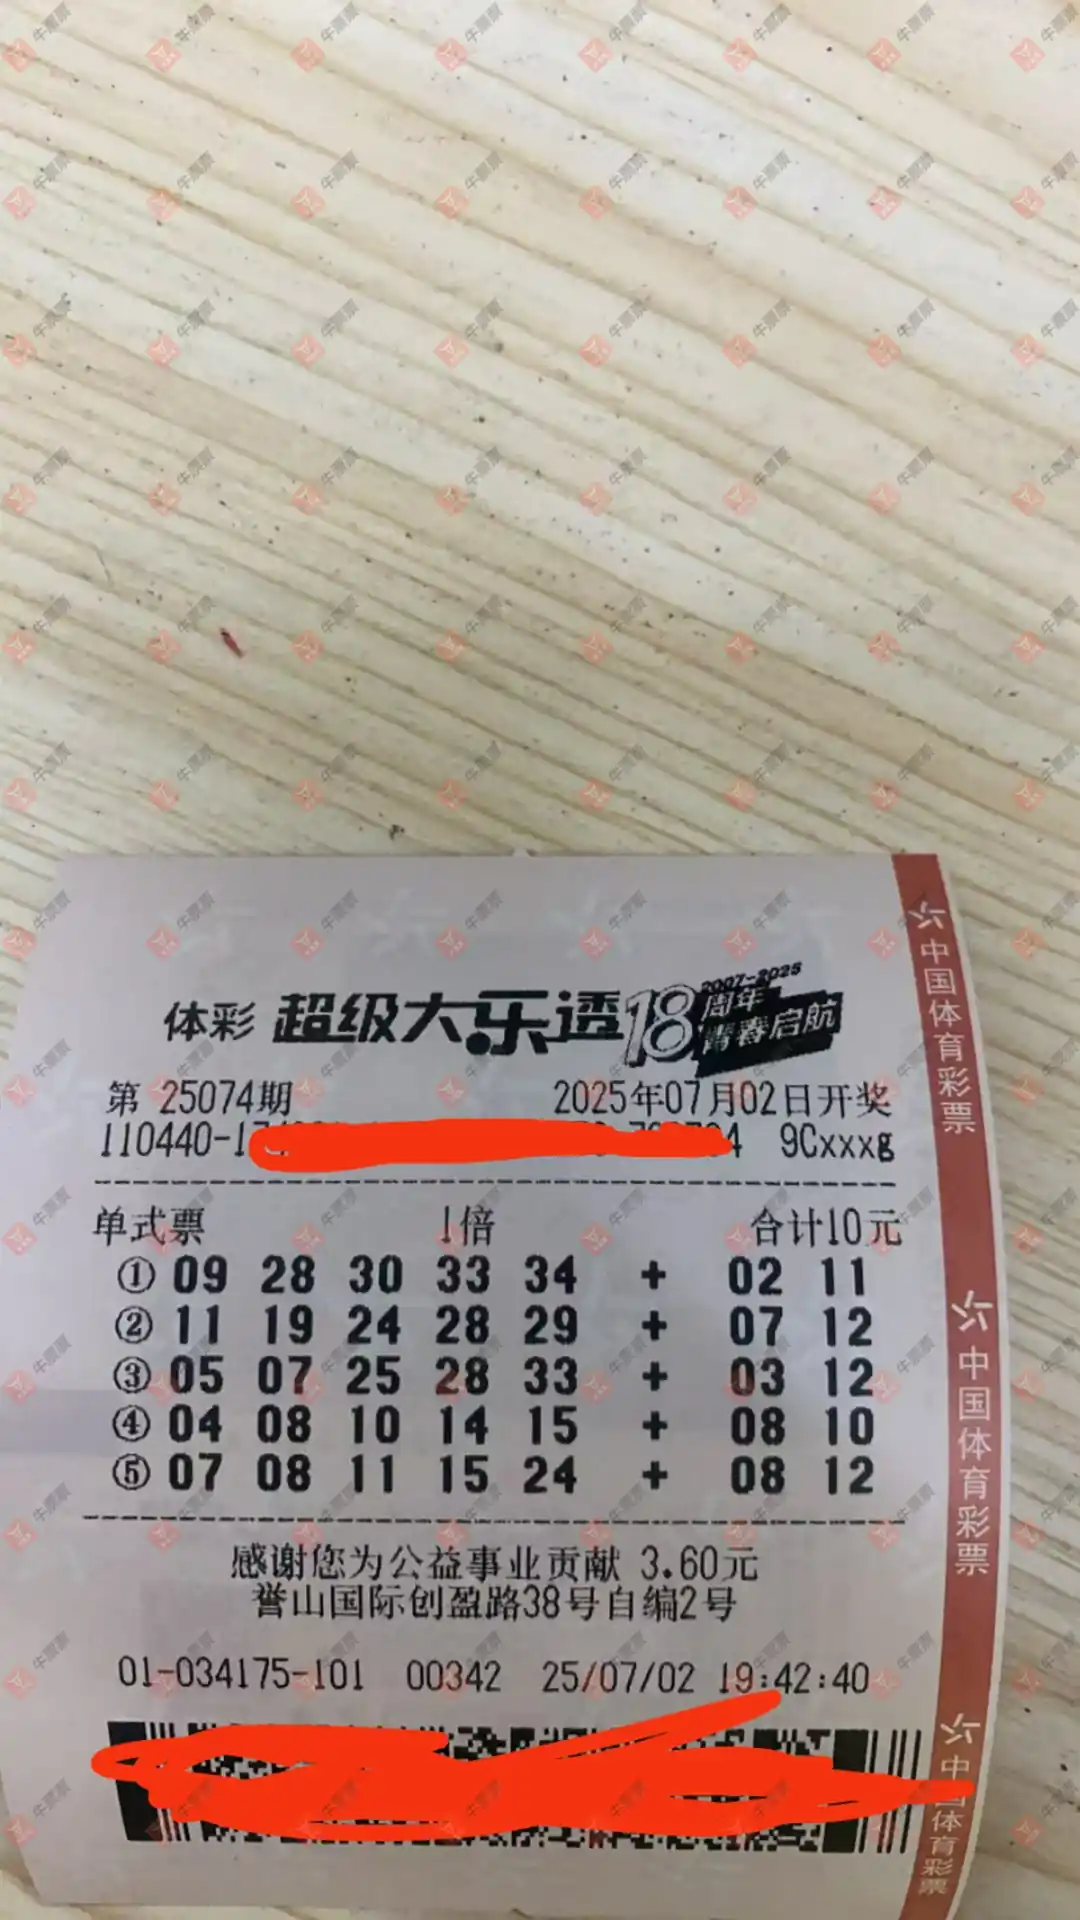 体彩 超级大乐透 18周年 2007-2025 青春启航
第 25074期 2025年07月02日开奖
110440-1 4 9Cxxxg
单式票 1倍 合计10元
① 09 28 30 33 34 + 02 11
② 11 19 24 28 29 + 07 12
③ 05 07 25 28 33 + 03 12
④ 04 08 10 14 15 + 08 10
⑤ 07 08 11 15 24 + 08 12
感谢您为公益事业贡献 3.60元
誉山国际创盈路38号自编2号
01-034175-101 00342 25/07/02 19:42:40
中国体育彩票
中国体育彩票
中国体育彩票
牛票票